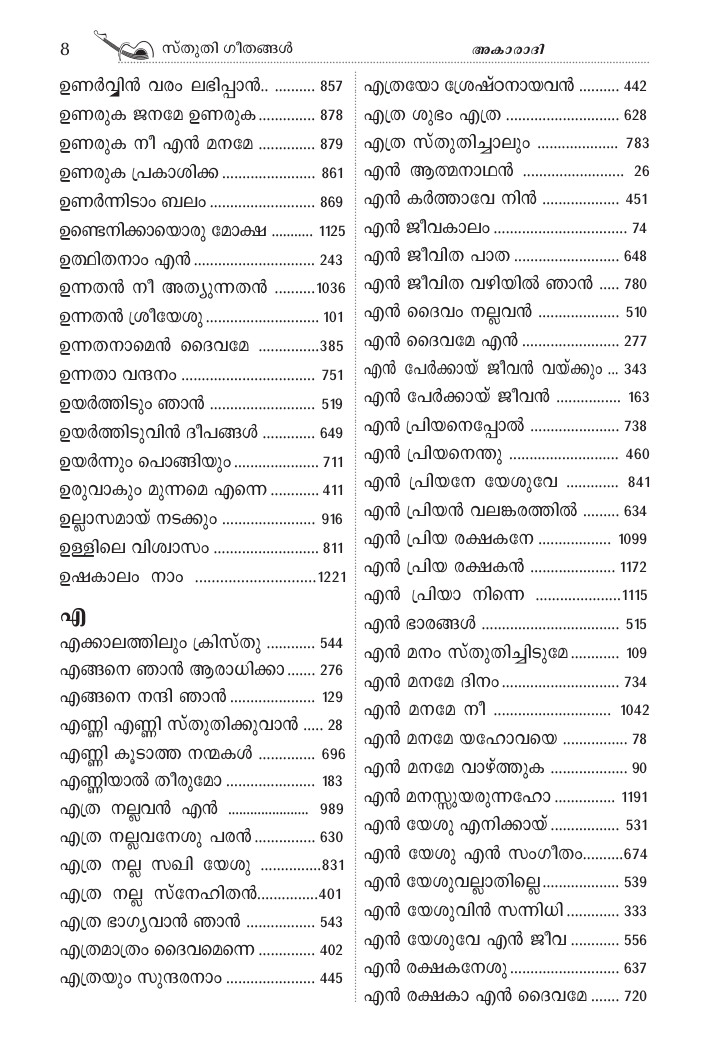 8 സ്തുതി ഗീതങ്ങൾ അകാരാദി
ഉണർവ്വിൻ വരം ലഭിപ്പാൻ.. .......... 857
ഉണരുക ജനമേ ഉണരുക.............. 878
ഉണരുക നീ എൻ മനമേ .............. 879
ഉണരുക പ്രകാശിക്ക ....................... 861
ഉണർന്നിടാം ബലം .......................... 869
ഉണ്ടെനിക്കായൊരു മോക്ഷ .......... 1125
ഉത്ഥിതനാം എൻ .............................. 243
ഉന്നതൻ നീ അത്യുന്നതൻ ..........1036
ഉന്നതൻ ശ്രീയേശു ............................ 101
ഉന്നതനാമെൻ ദൈവമേ ...............385
ഉന്നതാ വന്ദനം ................................. 751
ഉയർത്തിടും ഞാൻ .......................... 519
ഉയർത്തിടുവിൻ ദീപങ്ങൾ ............. 649
ഉയർന്നും പൊങ്ങിയും ..................... 711
ഉരുവാകും മുന്നമെ എന്നെ ............ 411
ഉല്ലാസമായ് നടക്കും ....................... 916
ഉള്ളിലെ വിശ്വാസം .......................... 811
ഉഷകാലം നാം ..............................1221
എ
എക്കാലത്തിലും ക്രിസ്തു ............ 544
എങ്ങനെ ഞാൻ ആരാധിക്കാ ....... 276
എങ്ങനെ നന്ദി ഞാൻ ..................... 129
എണ്ണി എണ്ണി സ്തുതിക്കുവാൻ ..... 28
എണ്ണി കൂടാത്ത നന്മകൾ .............. 696
എണ്ണിയാൽ തീരുമോ ...................... 183
എത്ര നല്ലവൻ എൻ ...................... 989
എത്ര നല്ലവനേശു പരൻ ............... 630
എത്ര നല്ല സഖി യേശു ...............831
എത്ര നല്ല സ്നേഹിതൻ...............401
എത്ര ഭാഗ്യവാൻ ഞാൻ ................. 543
എത്രമാത്രം ദൈവമെന്നെ .............. 402
എത്രയും സുന്ദരനാം ...................... 445
എത്രയോ ശ്രേഷ്ഠനായവൻ .......... 442
എത്ര ശുഭം എത്ര ............................ 628
എത്ര സ്തുതിച്ചാലും .................... 783
എൻ ആത്മനാഥൻ ......................... 26
എൻ കർത്താവേ നിൻ ................... 451
എൻ ജീവകാലം ................................. 74
എൻ ജീവിത പാത .......................... 648
എൻ ജീവിത വഴിയിൽ ഞാൻ ..... 780
എൻ ദൈവം നല്ലവൻ .................... 510
എൻ ദൈവമേ എൻ ........................ 277
എൻ പേർക്കായ് ജീവൻ വയ്ക്കും ... 343
എൻ പേർക്കായ് ജീവൻ ................ 163
എൻ പ്രിയനെപ്പോൽ ...................... 738
എൻ പ്രിയനെന്തു ........................... 460
എൻ പ്രിയനേ യേശുവേ ............. 841
എൻ പ്രിയൻ വലങ്കരത്തിൽ ......... 634
എൻ പ്രിയ രക്ഷകനേ .................. 1099
എൻ പ്രിയ രക്ഷകൻ ..................... 1172
എൻ പ്രിയാ നിന്നെ .....................1115
എൻ ഭാരങ്ങൾ .................................. 515
എൻ മനം സ്തുതിച്ചിടുമേ ............ 109
എൻ മനമേ ദിനം ............................. 734
എൻ മനമേ നീ ............................. 1042
എൻ മനമേ യഹോവയെ ................ 78
എൻ മനമേ വാഴ്ത്തുക ................... 90
എൻ മനസ്സുയരുന്നഹോ ............... 1191
എൻ യേശു എനിക്കായ് ................. 531
എൻ യേശു എൻ സംഗീതം..........674
എൻ യേശുവല്ലാതില്ലെ ................... 539
എൻ യേശുവിൻ സന്നിധി ............. 333
എൻ യേശുവേ എൻ ജീവ ............ 556
എൻ രക്ഷകനേശു ........................... 637
എൻ രക്ഷകാ എൻ ദൈവമേ ....... 720